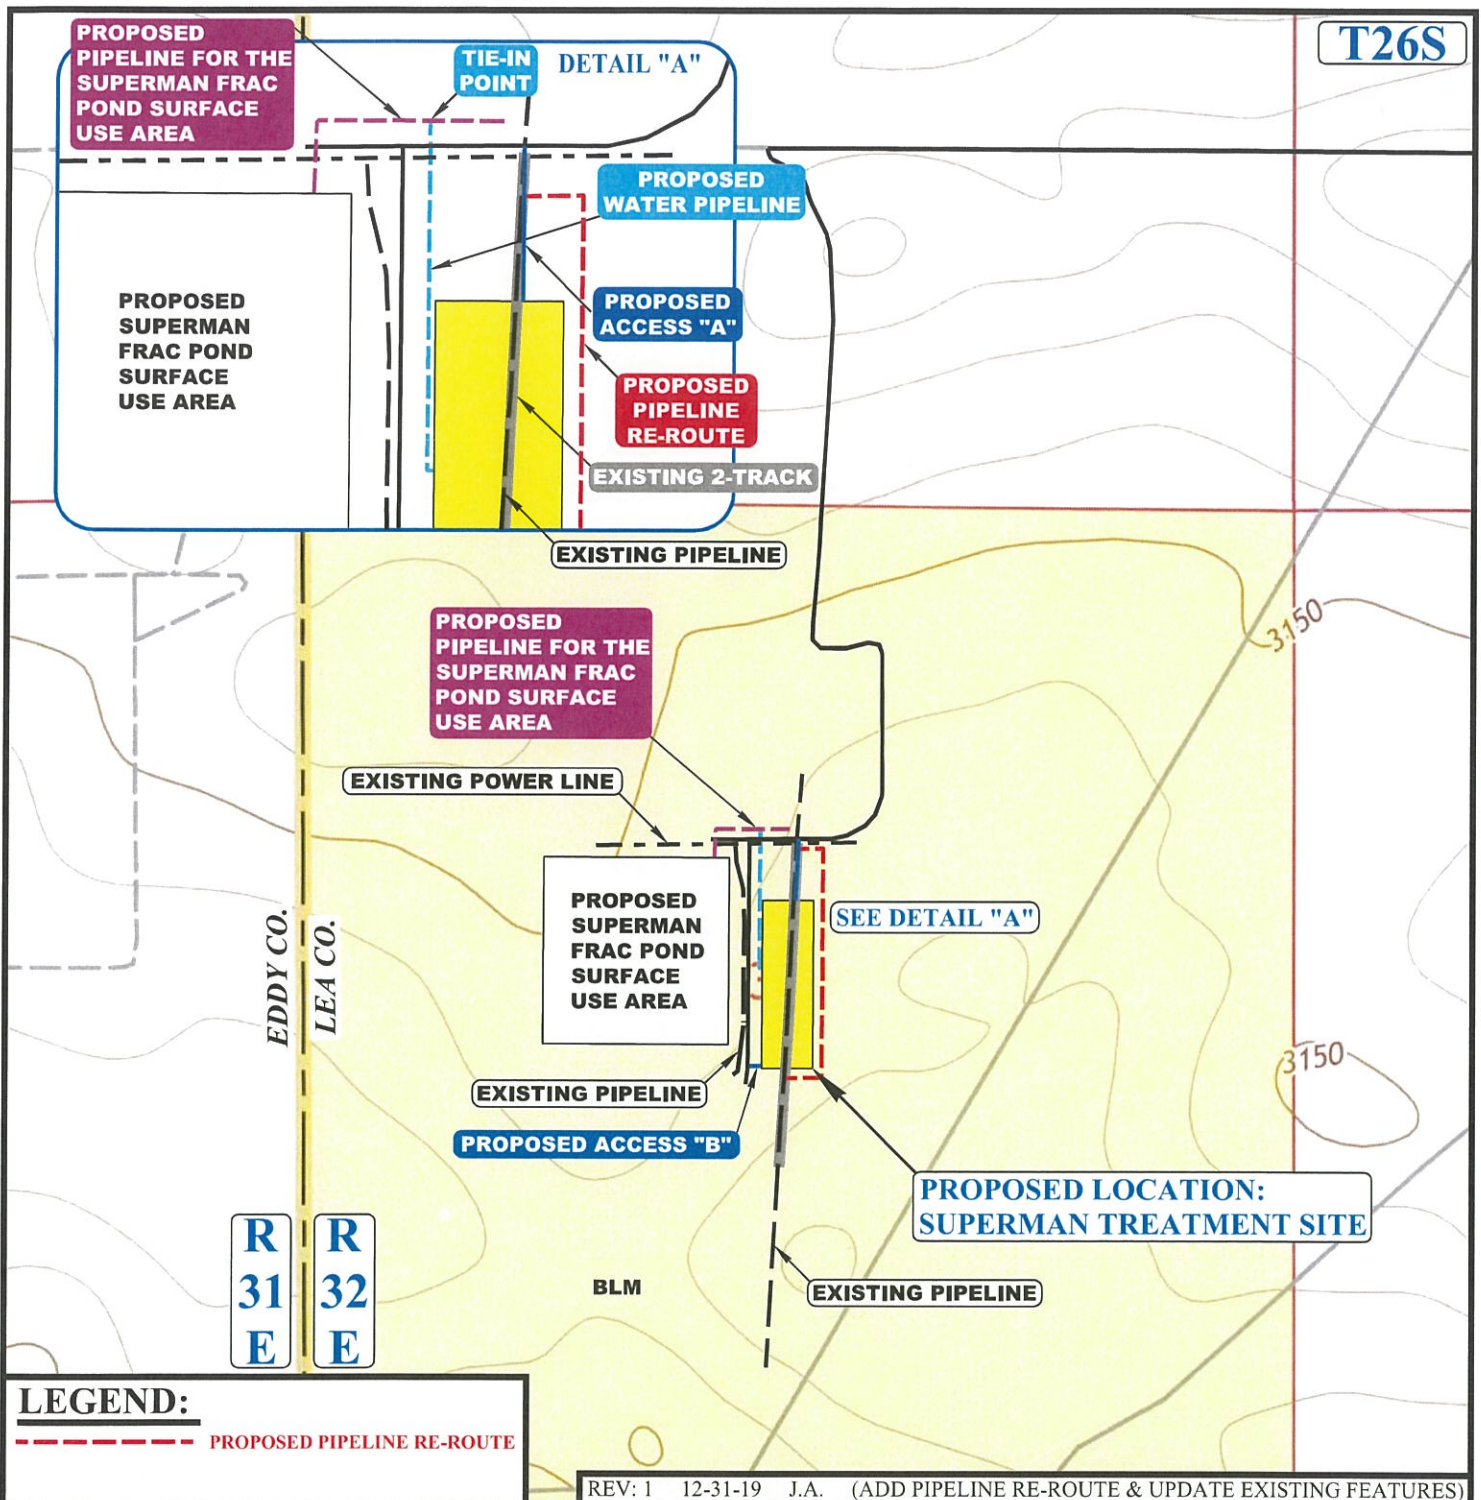 PROPOSED
PIPELINE FOR THE
SUPERMAN FRAC
POND SURFACE
USE AREA
TIE-IN
POINT
DETAIL "A"
T26S
PROPOSED
WATER PIPELINE
PROPOSED
SUPERMAN
FRAC POND
SURFACE
USE AREA
PROPOSED
ACCESS "A"
PROPOSED
PIPELINE
RE-ROUTE
EXISTING 2-TRACK
EXISTING PIPELINE
PROPOSED
PIPELINE FOR THE
SUPERMAN FRAC
POND SURFACE
USE AREA
3150
EXISTING POWER LINE
PROPOSED
SUPERMAN
FRAC POND
SURFACE
USE AREA
SEE DETAIL "A"
EDDY CO.
LEA CO.
3150
EXISTING PIPELINE
PROPOSED ACCESS "B"
PROPOSED LOCATION:
SUPERMAN TREATMENT SITE
R
31
E
R
32
E
BLM
EXISTING PIPELINE
LEGEND:
PROPOSED PIPELINE RE-ROUTE
REV: 1 12-31-19 J.A. (ADD PIPELINE RE-ROUTE & UPDATE EXISTING FEATURES)